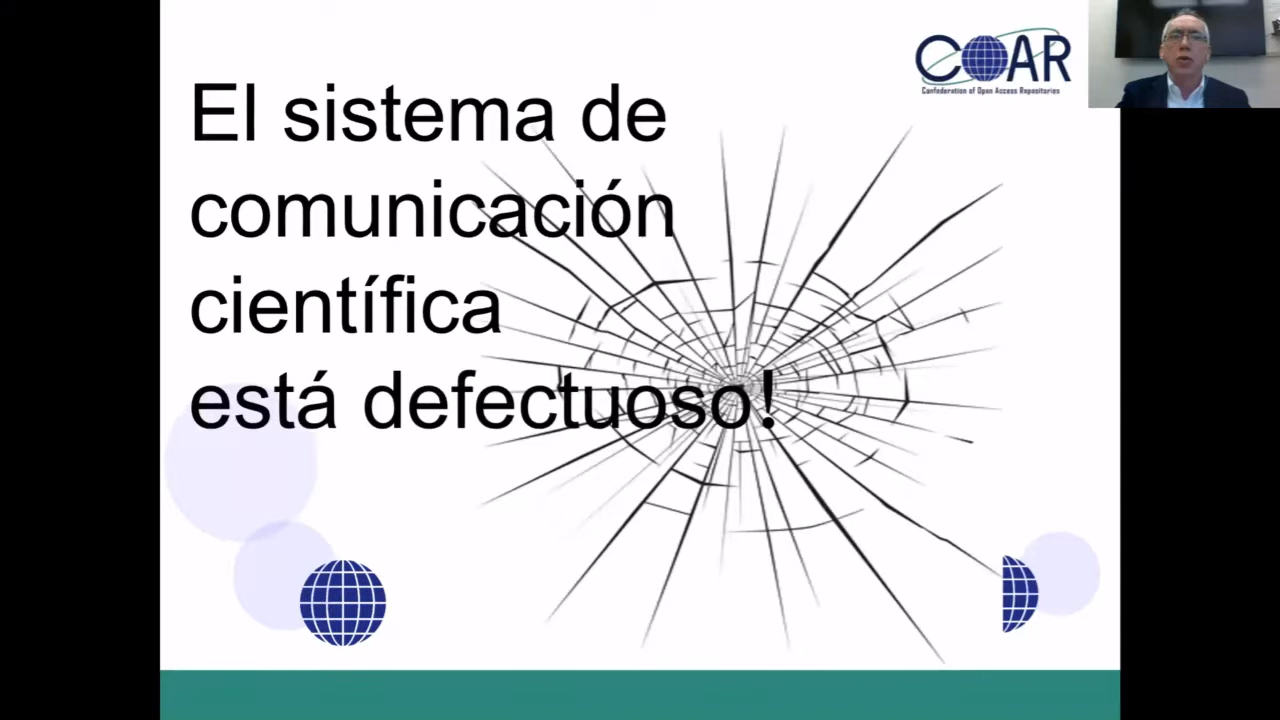 El sistema de
comunicación
científica
está defectuoso!
COAR
Confederation of Open Access Repositories